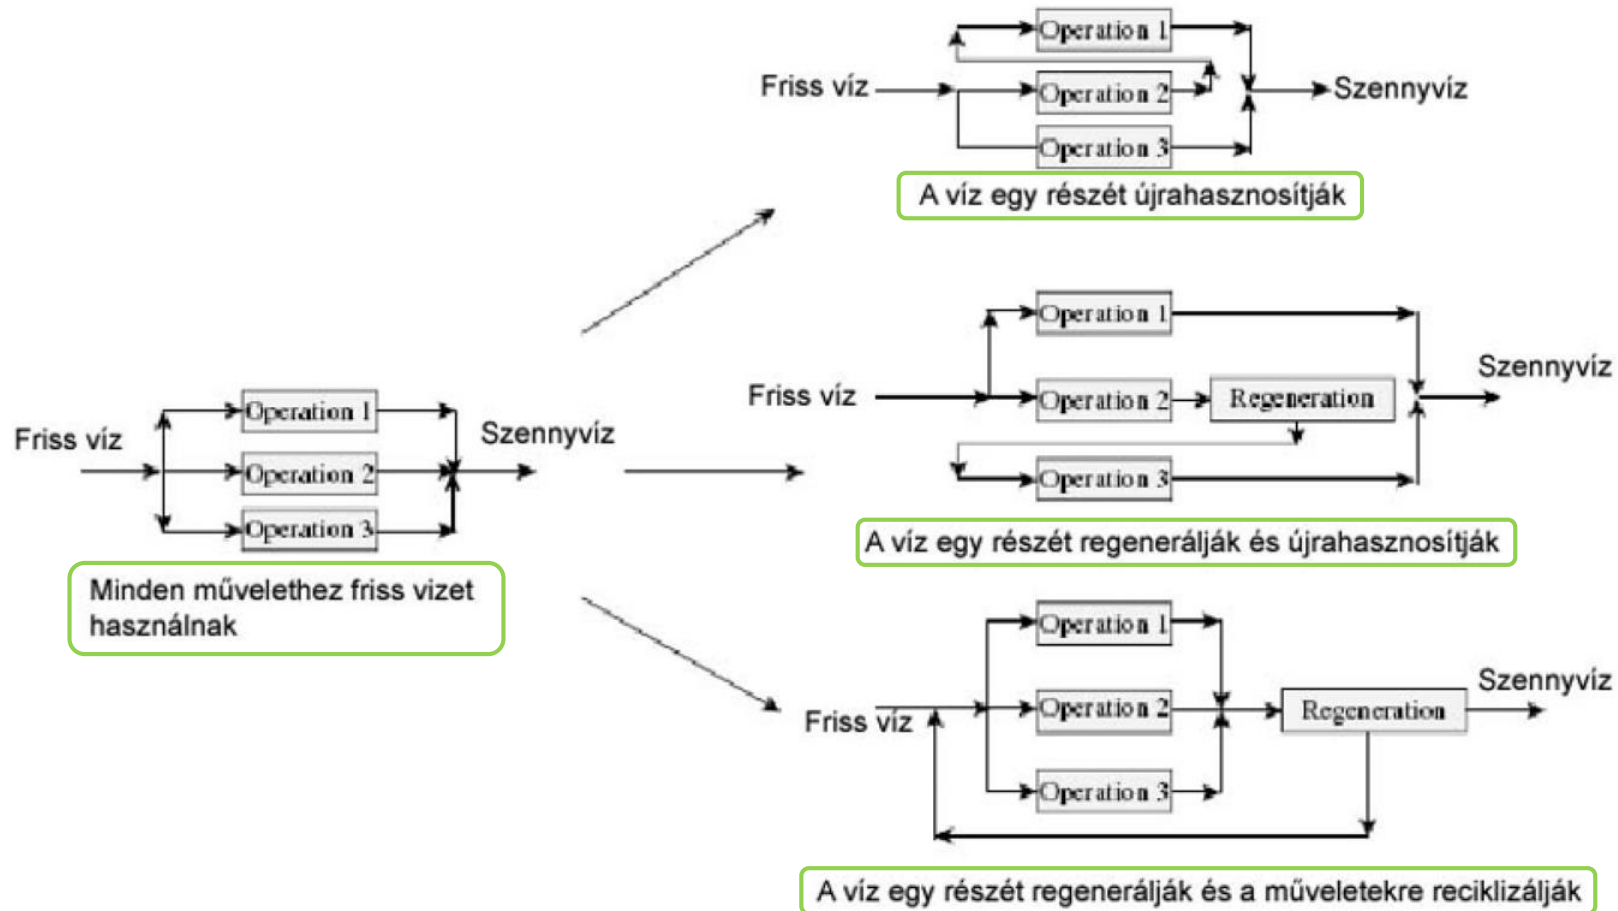 Operation 1
Friss víz
Operation 2
Szennyvíz
Operation 3
A víz egy részét újrahasznosítják
Operation 1
Friss víz
Operation 2
Regeneration
Szennyvíz
Operation 3
A víz egy részét regenerálják és újrahasznosítják
Friss víz
Operation 1
Operation 2
Operation 3
Szennyvíz
Minden művelethez friss vizet
használnak
Operation 1
Friss víz
Operation 2
Regeneration
Szennyvíz
Operation 3
A víz egy részét regenerálják és a műveletekre reciklizálják